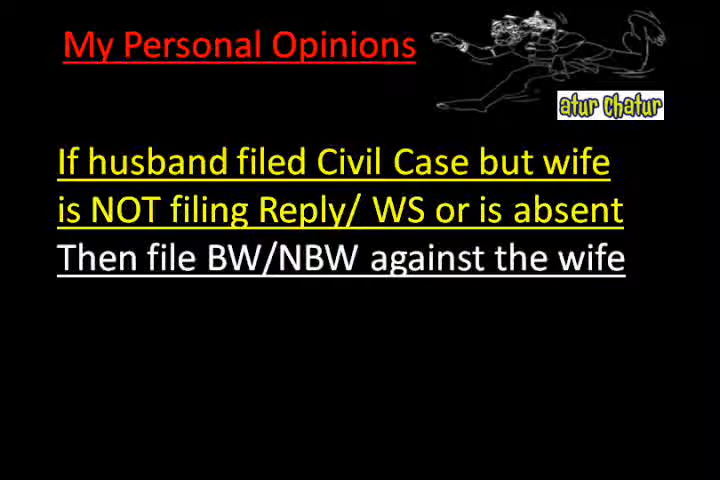 My Personal Opinions
atur chatur
If husband filed Civil Case but wife
is NOT filing Reply/ WS or is absent
Then file BW/NBW against the wife